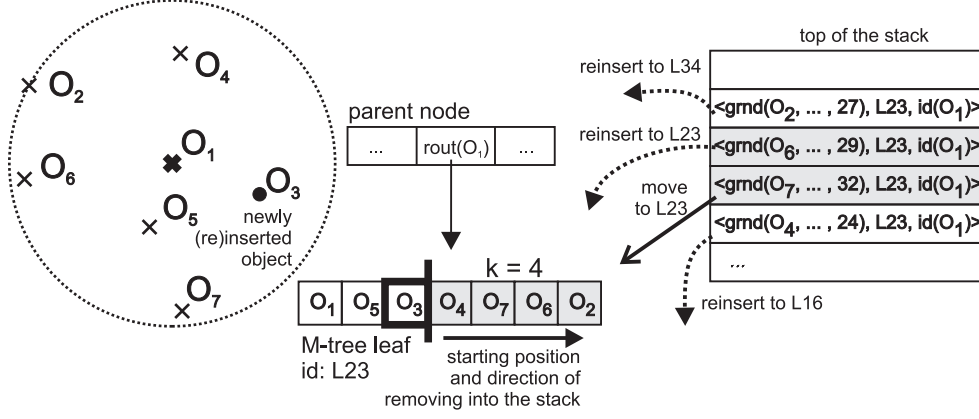 O4
O2
O1
O6
O3
O5
newly
(re)inserted
object
O7
parent node
... rout(O1) ...
k = 4
O1 O5 O3 O4 O7 O6 O2
M-tree leaf
id: L23
starting position
and direction of
removing into the stack
top of the stack
reinsert to L34
<grnd(O2, ... , 27), L23, id(O1)>
reinsert to L23
<grnd(O6, ... , 29), L23, id(O1)>
move
to L23
<grnd(O7, ... , 32), L23, id(O1)>
<grnd(O4, ... , 24), L23, id(O1)>
...
reinsert to L16